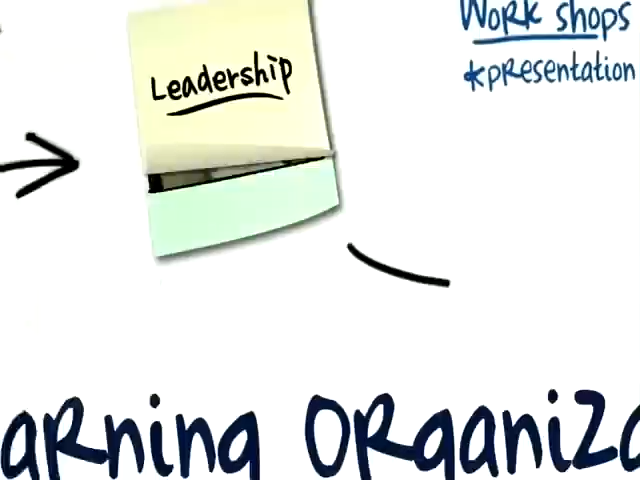 Work shops
*presentation
Leadership
arning Organiza